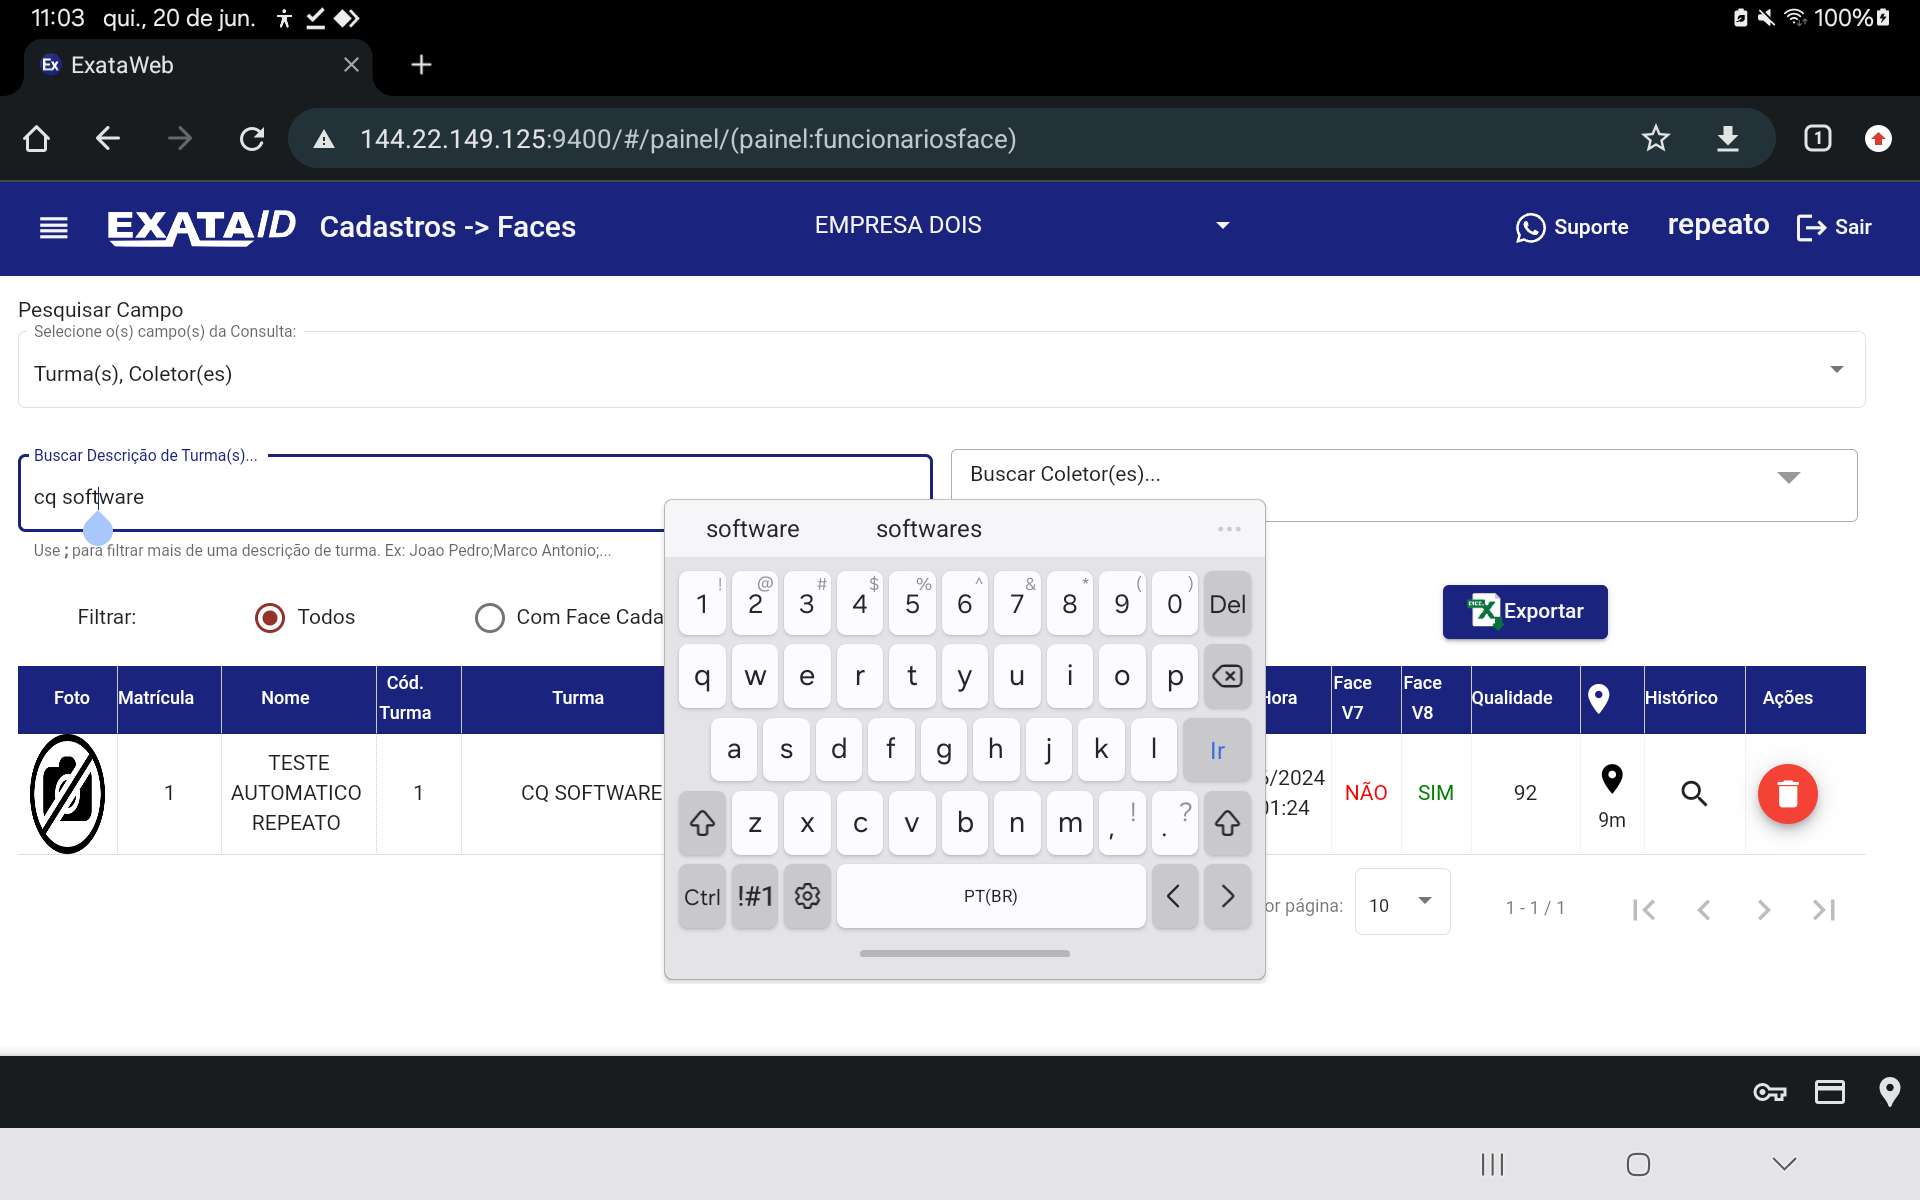 11:03 qui., 20 de jun. 100%
Ex ExataWeb
144.22.149.125:9400/#/painel/(painel:funcionariosface) 1
EXATA/ID Cadastros -> Faces EMPRESA DOIS Suporte repeato Sair
Pesquisar Campo
Selecione o(s) campo(s) da Consulta:
Turma(s), Coletor(es)
Buscar Descrição de Turma(s)...
cq software
Buscar Coletor(es)...
Use ; para filtrar mais de uma descrição de turma. Ex: Joao Pedro;Marco Antonio;...
Filtrar: Todos Com Face Cada
Exportar
Foto Matrícula Nome Cód. Turma Turma Hora Face V7 Face V8 Qualidade Histórico Ações
1 TESTE AUTOMATICO REPEATO 1 CQ SOFTWARE /2024 01:24 NÃO SIM 92 9m
or página: 10 1 - 1 / 1
software softwares ...
! @ # $ % ^ & * ( )
1 2 3 4 5 6 7 8 9 0 Del
q w e r t y u i o p
a s d f g h j k l Ir
z x c v b n m , ! . ?
Ctrl !#1 PT(BR) < >